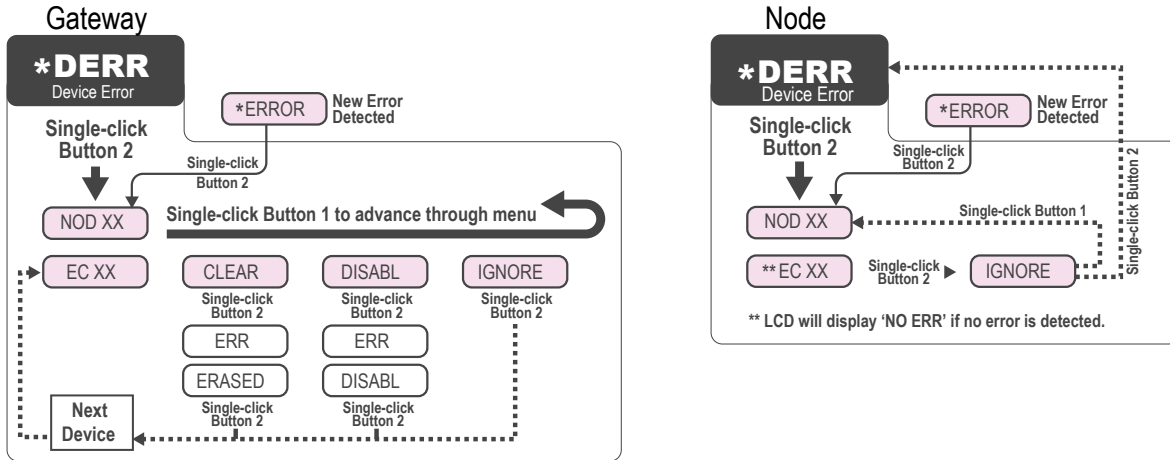 Gateway
*DERR
Device Error
*ERROR
New Error
Detected
Single-click
Button 2
Single-click
Button 2
NOD XX
Single-click Button 1 to advance through menu
EC XX
CLEAR
DISABL
IGNORE
Single-click
Button 2
Single-click
Button 2
Single-click
Button 2
ERR
ERR
ERASED
DISABL
Single-click
Button 2
Single-click
Button 2
Next
Device
Node
*DERR
Device Error
*ERROR
New Error
Detected
Single-click
Button 2
Single-click
Button 2
NOD XX
Single-click Button 1
Single-click Button 2
**EC XX
Single-click
Button 2
IGNORE
** LCD will display ‘NO ERR’ if no error is detected.